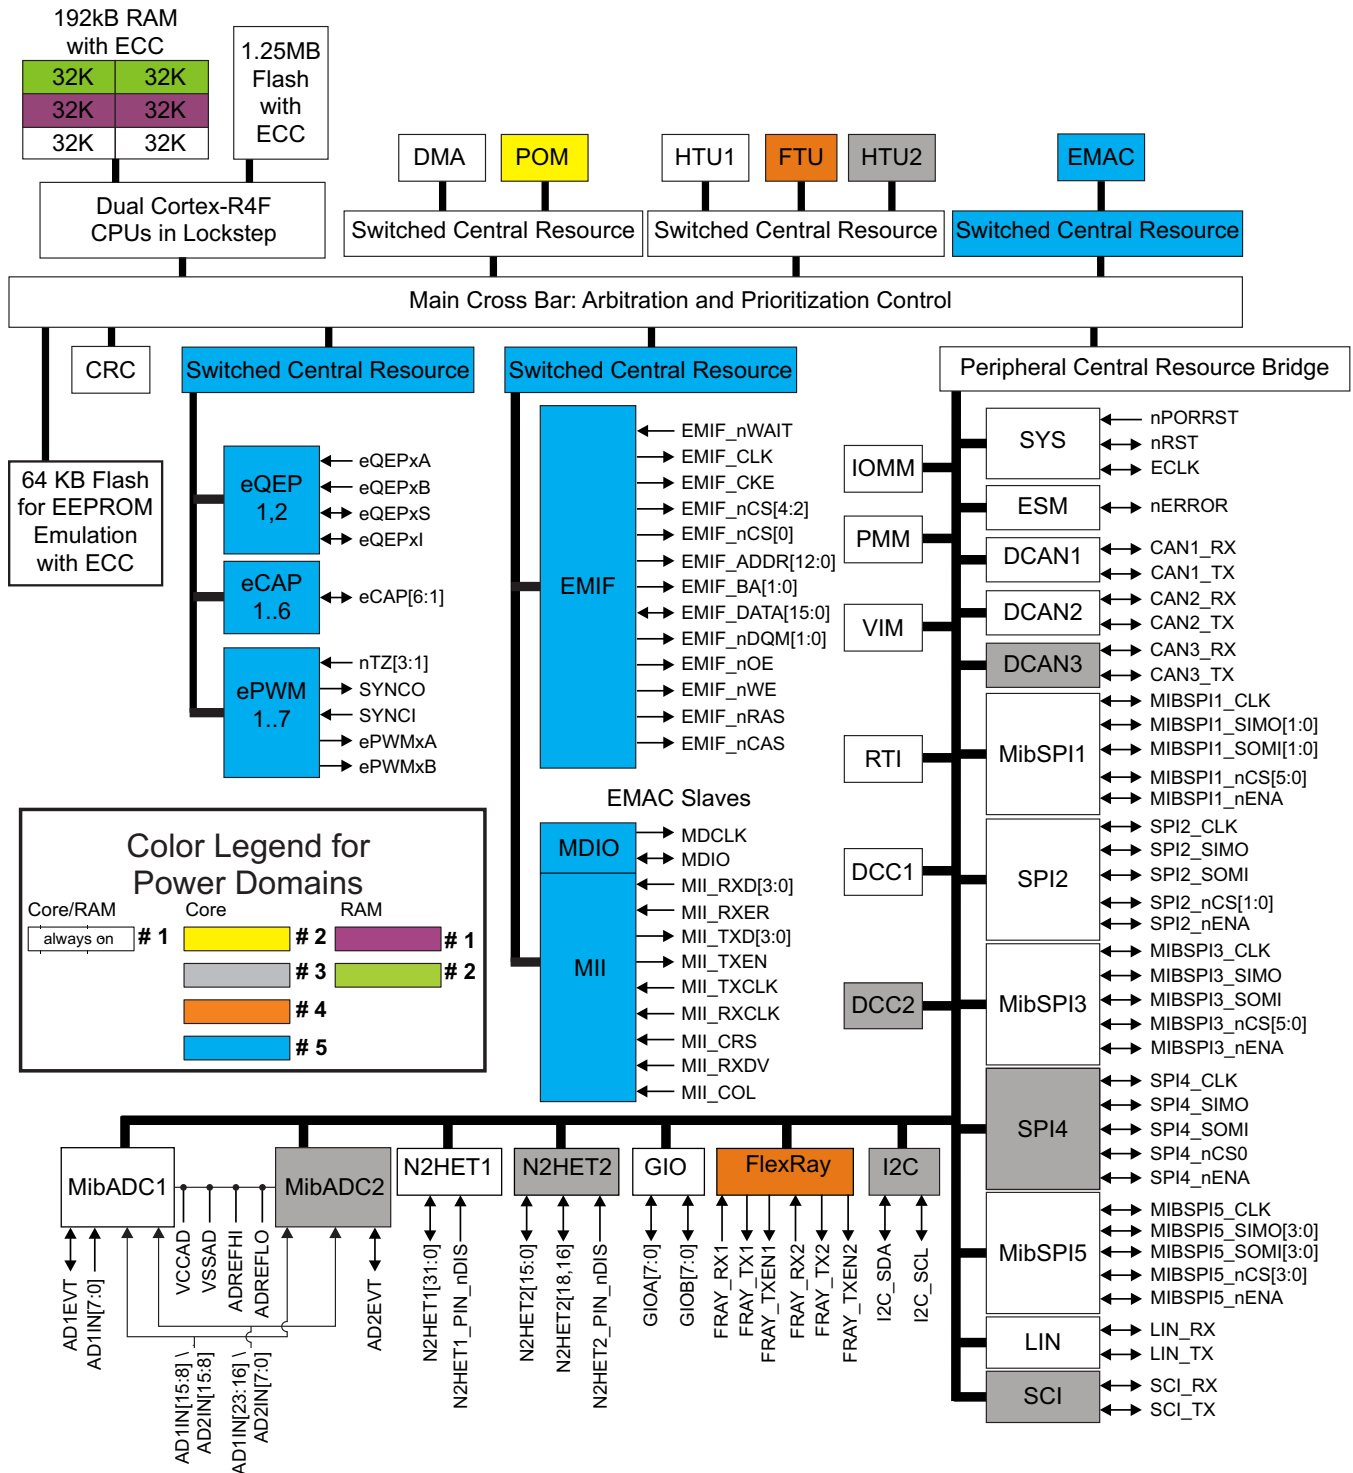 192kB RAM
with ECC
32K 32K
32K 32K
32K 32K
1.25MB
Flash
with
ECC
DMA
POM
HTU1
FTU
HTU2
EMAC
Dual Cortex-R4F
CPUs in Lockstep
Switched Central Resource
Switched Central Resource
Switched Central Resource
Main Cross Bar: Arbitration and Prioritization Control
CRC
Switched Central Resource
Switched Central Resource
Peripheral Central Resource Bridge
64 KB Flash
for EEPROM
Emulation
with ECC
eQEP
1,2
eQEPxA
eQEPxB
eQEPxS
eQEPxI
eCAP
1..6
eCAP[6:1]
ePWM
1..7
nTZ[3:1]
SYNCO
SYNCI
ePWMxA
ePWMxB
EMIF
EMIF_nWAIT
EMIF_CLK
EMIF_CKE
EMIF_nCS[4:2]
EMIF_nCS[0]
EMIF_ADDR[12:0]
EMIF_BA[1:0]
EMIF_DATA[15:0]
EMIF_nDQM[1:0]
EMIF_nOE
EMIF_nWE
EMIF_nRAS
EMIF_nCAS
EMAC Slaves
MDIO
MDCLK
MDIO
MII
MII_RXD[3:0]
MII_RXER
MII_TXD[3:0]
MII_TXEN
MII_TXCLK
MII_RXCLK
MII_CRS
MII_RXDV
MII_COL
IOMM
PMM
VIM
RTI
DCC1
DCC2
SYS
nPORRST
nRST
ECLK
ESM
nERROR
DCAN1
CAN1_RX
CAN1_TX
DCAN2
CAN2_RX
CAN2_TX
DCAN3
CAN3_RX
CAN3_TX
MibSPI1
MIBSPI1_CLK
MIBSPI1_SIMO[1:0]
MIBSPI1_SOMI[1:0]
MIBSPI1_nCS[5:0]
MIBSPI1_nENA
SPI2
SPI2_CLK
SPI2_SIMO
SPI2_SOMI
SPI2_nCS[1:0]
SPI2_nENA
MibSPI3
MIBSPI3_CLK
MIBSPI3_SIMO
MIBSPI3_SOMI
MIBSPI3_nCS[5:0]
MIBSPI3_nENA
SPI4
SPI4_CLK
SPI4_SIMO
SPI4_SOMI
SPI4_nCS0
SPI4_nENA
MibSPI5
MIBSPI5_CLK
MIBSPI5_SIMO[3:0]
MIBSPI5_SOMI[3:0]
MIBSPI5_nCS[3:0]
MIBSPI5_nENA
LIN
LIN_RX
LIN_TX
SCI
SCI_RX
SCI_TX
Color Legend for
Power Domains
Core/RAM
Core
RAM
always on # 1
# 2
# 3
# 4
# 5
# 1
# 2
MibADC1
MibADC2
N2HET1
N2HET2
GIO
FlexRay
I2C
AD1EVT
AD1IN[7:0]
VCCAD
VSSAD
ADREFHI
ADREFLO
AD2EVT
AD1IN[15:8] \
AD2IN[15:8]
AD1IN[23:16] \
AD2IN[7:0]
N2HET1[31:0]
N2HET1_PIN_nDIS
N2HET2[15:0]
N2HET2[18,16]
N2HET2_PIN_nDIS
GIOA[7:0]
GIOB[7:0]
FRAY_RX1
FRAY_TX1
FRAY_TXEN1
FRAY_RX2
FRAY_TX2
FRAY_TXEN2
I2C_SDA
I2C_SCL